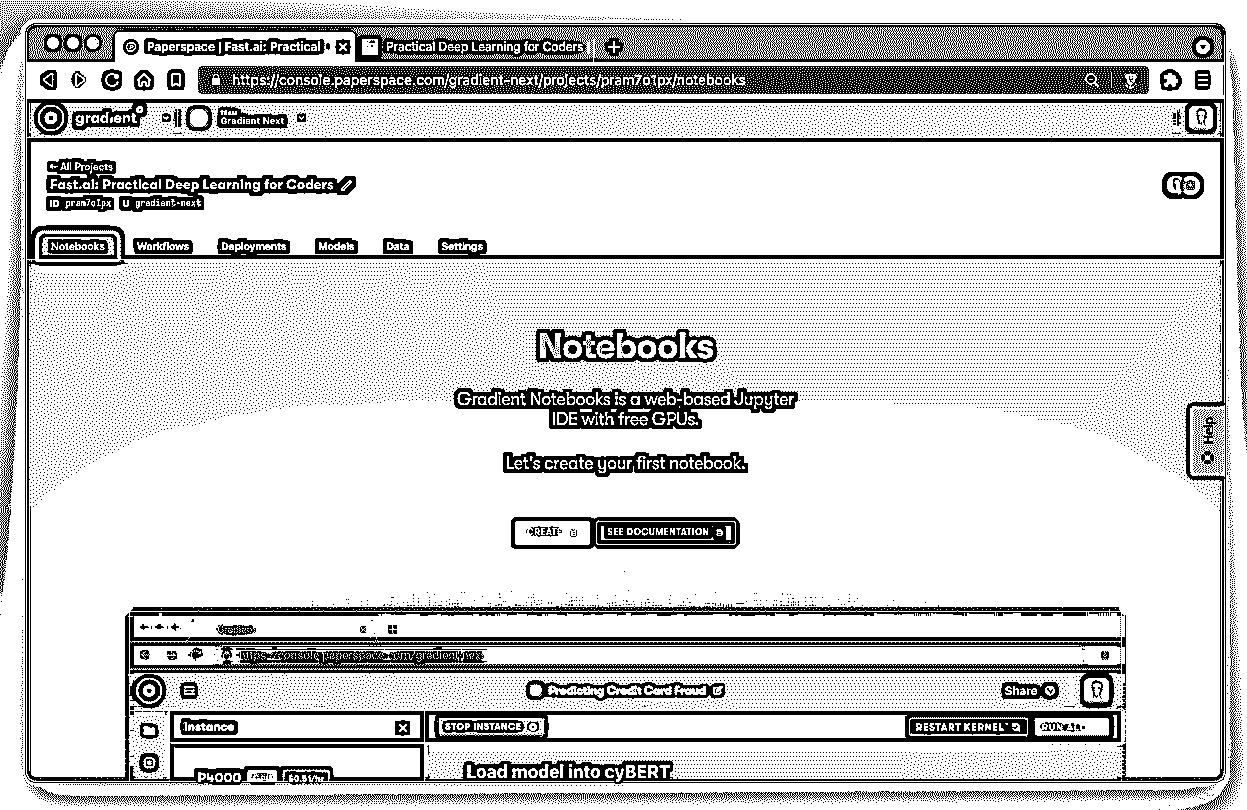 Paperspace | Fast.ai: Practical
Practical Deep Learning for Coders
https://console.paperspace.com/gradient-next/projects/pram7o1px/notebooks
gradient
TEAM
Gradient Next
← All Projects
Fast.ai: Practical Deep Learning for Coders
ID pram7o1px U gradient-next
Notebooks Workflows Deployments Models Data Settings
Notebooks
Gradient Notebooks is a web-based Jupyter
IDE with free GPUs.
Let's create your first notebook.
CREATE SEE DOCUMENTATION
Help
Predicting Credit Card Fraud
Share
Instance
STOP INSTANCE
RESTART KERNEL
RUN ALL
P4000 $0.51/hr
Load model into cyBERT